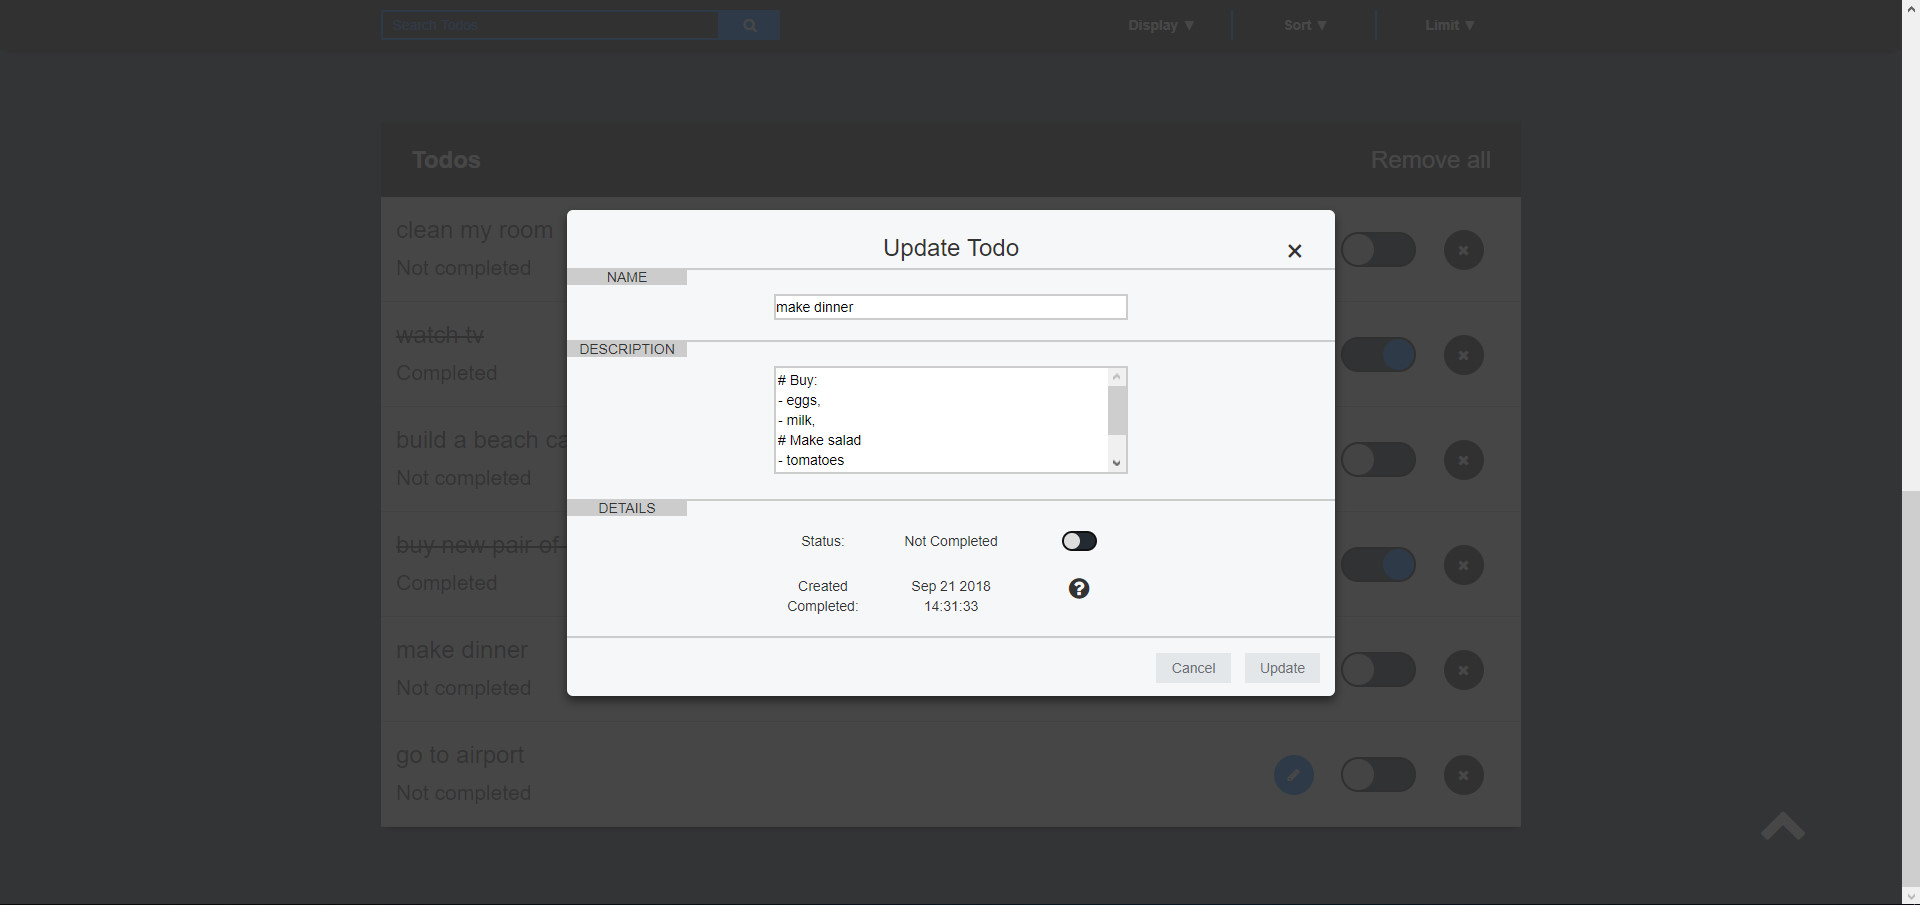 Search Todos
Display ▼
Sort ▼
Limit ▼
Todos
Remove all
clean my room
Not completed
watch tv
Completed
build a beach ca
Not completed
buy new pair of
Completed
make dinner
Not completed
go to airport
Not completed
Update Todo
NAME
make dinner
DESCRIPTION
# Buy:
- eggs,
- milk,
# Make salad
- tomatoes
DETAILS
Status:
Not Completed
Created
Completed:
Sep 21 2018
14:31:33
Cancel
Update